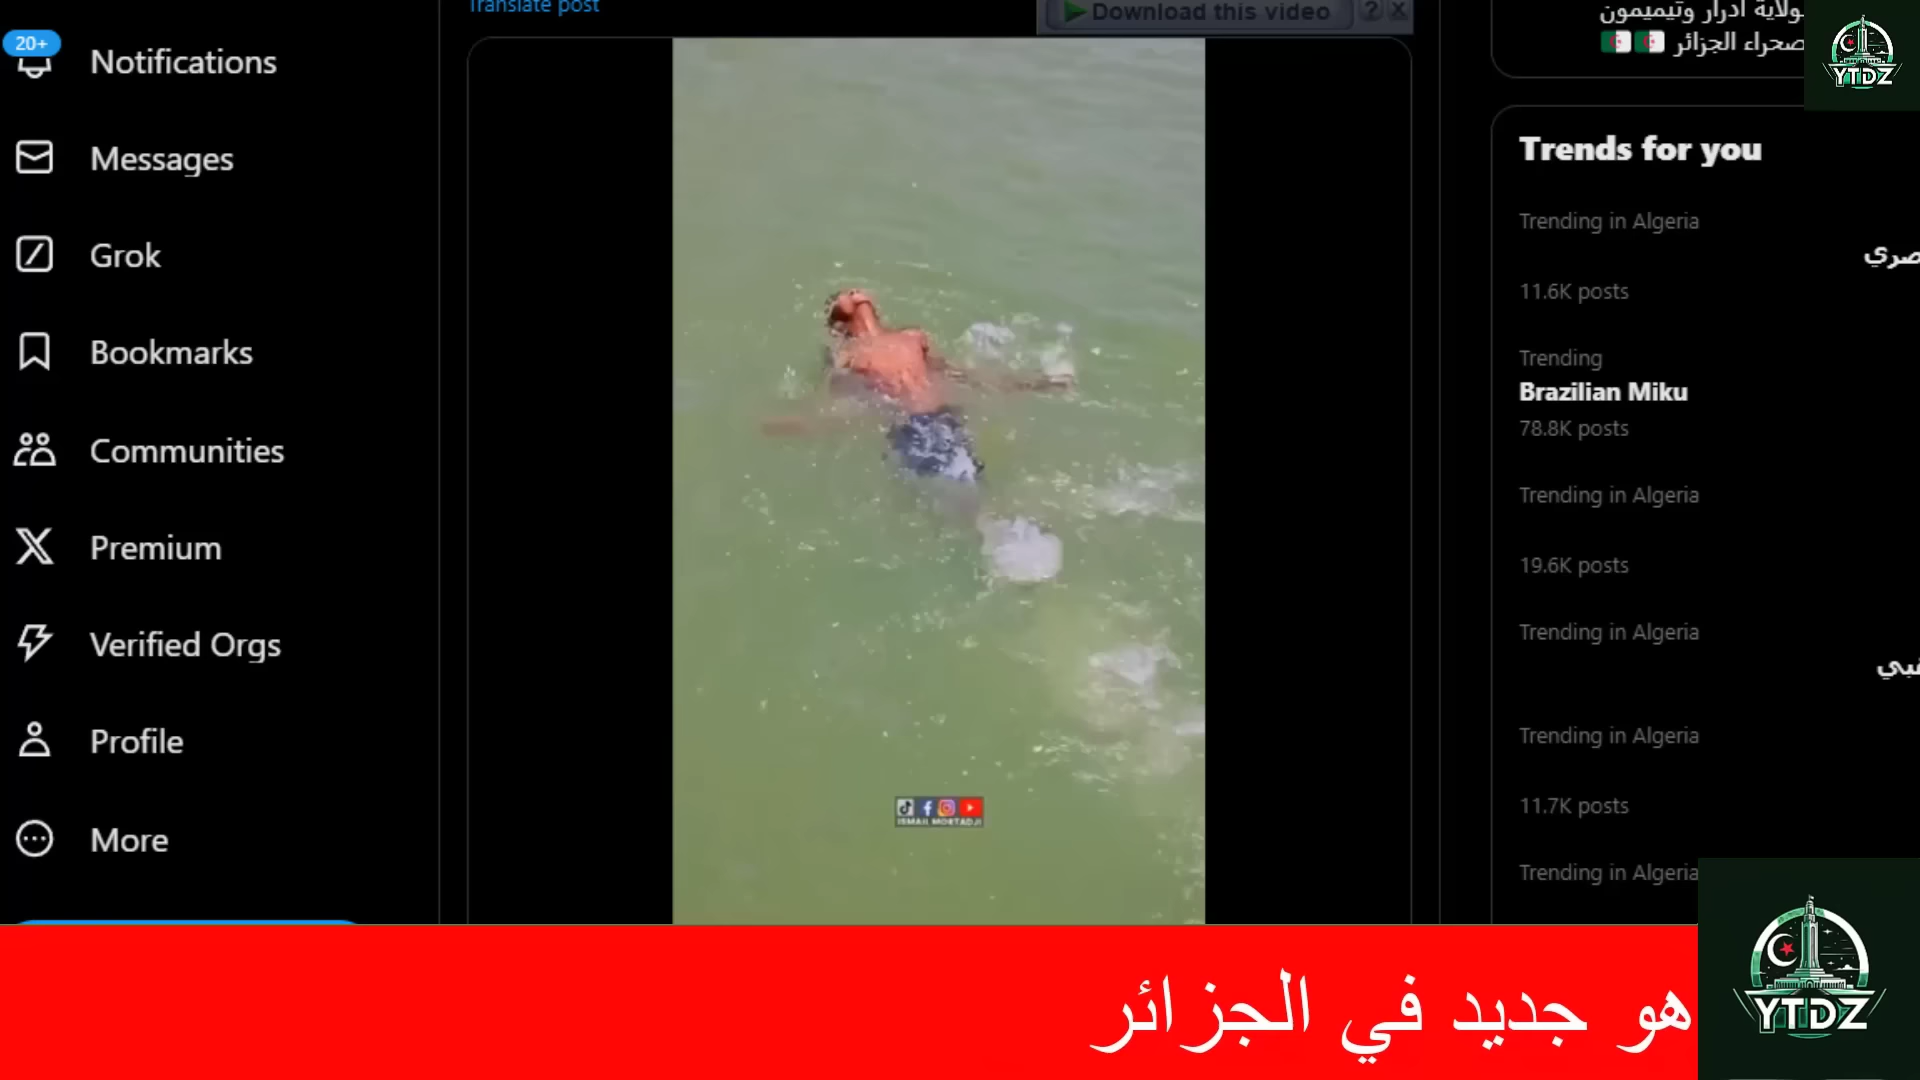 Translate post
Download this video ? X
20+
Notifications
Messages
Grok
Bookmarks
Communities
Premium
Verified Orgs
Profile
More
ISMAIL MORTADJI
ولاية أدرار وتيميمون
صحراء الجزائر
YTDZ
Trends for you
Trending in Algeria
11.6K posts
Trending
Brazilian Miku
78.8K posts
Trending in Algeria
19.6K posts
Trending in Algeria
Trending in Algeria
11.7K posts
Trending in Algeria
هو جديد في الجزائر
YTDZ